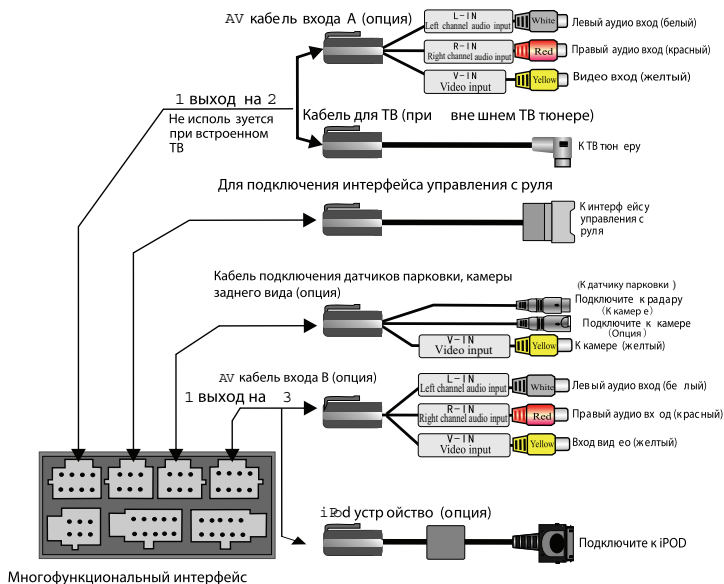 AV кабель входа А (опция)
L-IN
Left channel audio input
White
Левый аудио вход (белый)
R-IN
Right channel audio input
Red
Правый аудио вход (красный)
V-IN
Video input
Yellow
Видео вход (желтый)
1 выход на 2
Не исполь зуется
при встроенном
ТВ
Кабель для ТВ (при вне шнем ТВ тюнере)
К ТВ тюн еру
Для подключения интерфейса управления с руля
К интерф ейсу
управления с
руля
Кабель подключения датчиков парковки, камеры
заднего вида (опция)
(К датчику парковки )
Подключите к радару
(К камер е)
Подключите к камере
(Опция )
V-IN
Video input
Yellow
К камере (желтый)
AV кабель входа В (опция)
1 выход на 3
L-IN
Left channel audio input
White
Левый аудио вход (бе лый)
R-IN
Right channel audio input
Red
Правый аудио вх од (красный)
V-IN
Video input
Yellow
Вход вид ео (желтый)
iPod устр ойство (опция)
Подключите к iPOD
Многофункциональный интерфейс